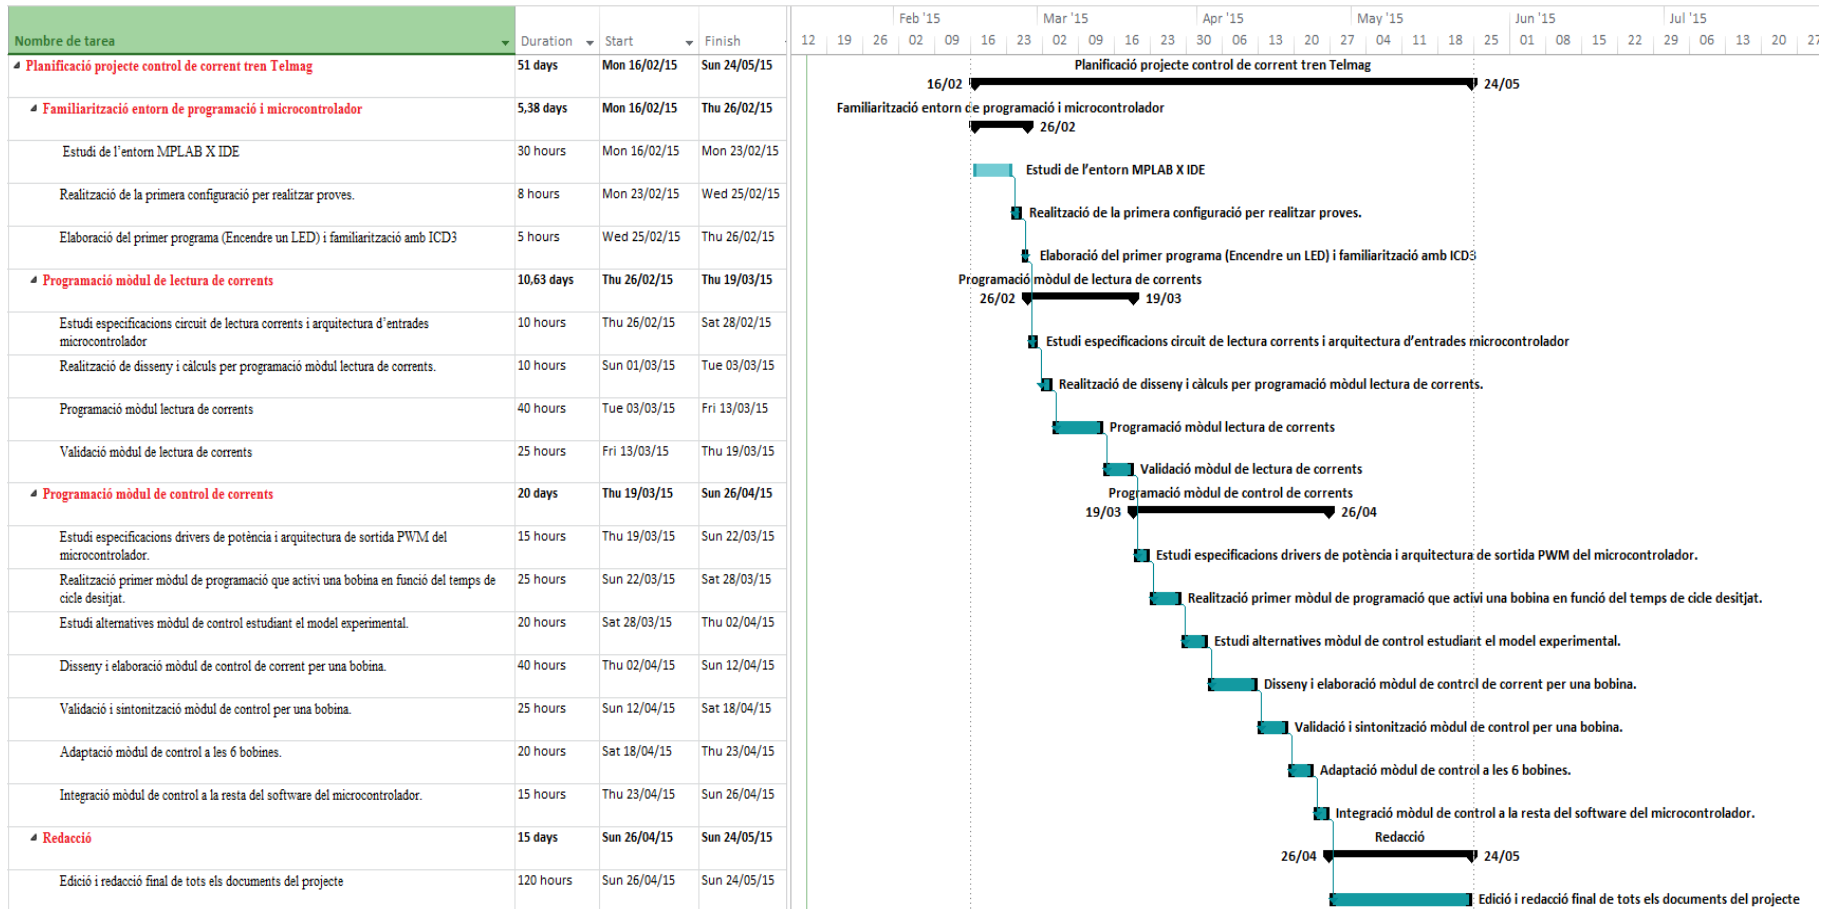 Feb '15 Mar '15 Apr '15 May '15 Jun '15 Jul '15
Nombre de tarea Duration Start Finish 12 19 26 02 09 16 23 02 09 16 23 30 06 13 20 27 04 11 18 25 01 08 15 22 29 06 13 20 27
Planificació projecte control de corrent tren Telmag 51 days Mon 16/02/15 Sun 24/05/15 Planificació projecte control de corrent tren Telmag
16/02 24/05
Familiarització entorn de programació i microcontrolador 5,38 days Mon 16/02/15 Thu 26/02/15 Familiarització entorn de programació i microcontrolador
26/02
Estudi de l'entorn MPLAB X IDE 30 hours Mon 16/02/15 Mon 23/02/15
Estudi de l'entorn MPLAB X IDE
Realització de la primera configuració per realitzar proves. 8 hours Mon 23/02/15 Wed 25/02/15
Realització de la primera configuració per realitzar proves.
Elaboració del primer programa (Encendre un LED) i familiarització amb ICD3 5 hours Wed 25/02/15 Thu 26/02/15
Elaboració del primer programa (Encendre un LED) i familiarització amb ICD3
Programació mòdul de lectura de corrents 10,63 days Thu 26/02/15 Thu 19/03/15 Programació mòdul de lectura de corrents
26/02 19/03
Estudi especificacions circuit de lectura corrents i arquitectura d'entrades 10 hours Thu 26/02/15 Sat 28/02/15
microcontrolador Estudi especificacions circuit de lectura corrents i arquitectura d'entrades microcontrolador
Realització de disseny i càlculs per programació mòdul lectura de corrents. 10 hours Sun 01/03/15 Tue 03/03/15
Realització de disseny i càlculs per programació mòdul lectura de corrents.
Programació mòdul lectura de corrents 40 hours Tue 03/03/15 Fri 13/03/15
Programació mòdul lectura de corrents
Validació mòdul de lectura de corrents 25 hours Fri 13/03/15 Thu 19/03/15
Validació mòdul de lectura de corrents
Programació mòdul de control de corrents 20 days Thu 19/03/15 Sun 26/04/15 Programació mòdul de control de corrents
19/03 26/04
Estudi especificacions drivers de potència i arquitectura de sortida PWM del 15 hours Thu 19/03/15 Sun 22/03/15
microcontrolador. Estudi especificacions drivers de potència i arquitectura de sortida PWM del microcontrolador.
Realització primer mòdul de programació que activi una bobina en funció del temps de 25 hours Sun 22/03/15 Sat 28/03/15
cicle desitjat. Realització primer mòdul de programació que activi una bobina en funció del temps de cicle desitjat.
Estudi alternatives mòdul de control estudiant el model experimental. 20 hours Sat 28/03/15 Thu 02/04/15
Estudi alternatives mòdul de control estudiant el model experimental.
Disseny i elaboració mòdul de control de corrent per una bobina. 40 hours Thu 02/04/15 Sun 12/04/15
Disseny i elaboració mòdul de control de corrent per una bobina.
Validació i sintonització mòdul de control per una bobina. 25 hours Sun 12/04/15 Sat 18/04/15
Validació i sintonització mòdul de control per una bobina.
Adaptació mòdul de control a les 6 bobines. 20 hours Sat 18/04/15 Thu 23/04/15
Adaptació mòdul de control a les 6 bobines.
Integració mòdul de control a la resta del software del microcontrolador. 15 hours Thu 23/04/15 Sun 26/04/15
Integració mòdul de control a la resta del software del microcontrolador.
Redacció 15 days Sun 26/04/15 Sun 24/05/15 Redacció
26/04 24/05
Edició i redacció final de tots els documents del projecte 120 hours Sun 26/04/15 Sun 24/05/15
Edició i redacció final de tots els documents del projecte